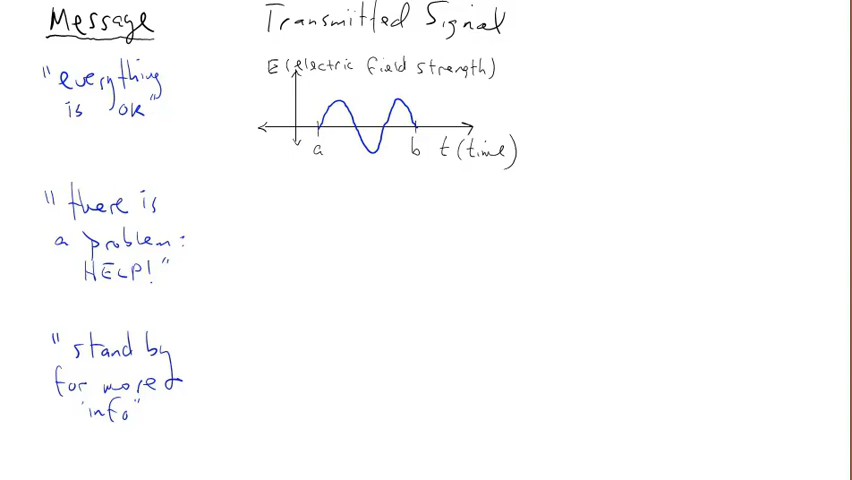 Message
Transmitted Signal
"everything
is OK"
E (electric field strength)
a
b
t (time)
"there is
a problem:
HELP!"
"stand by
for more
info"